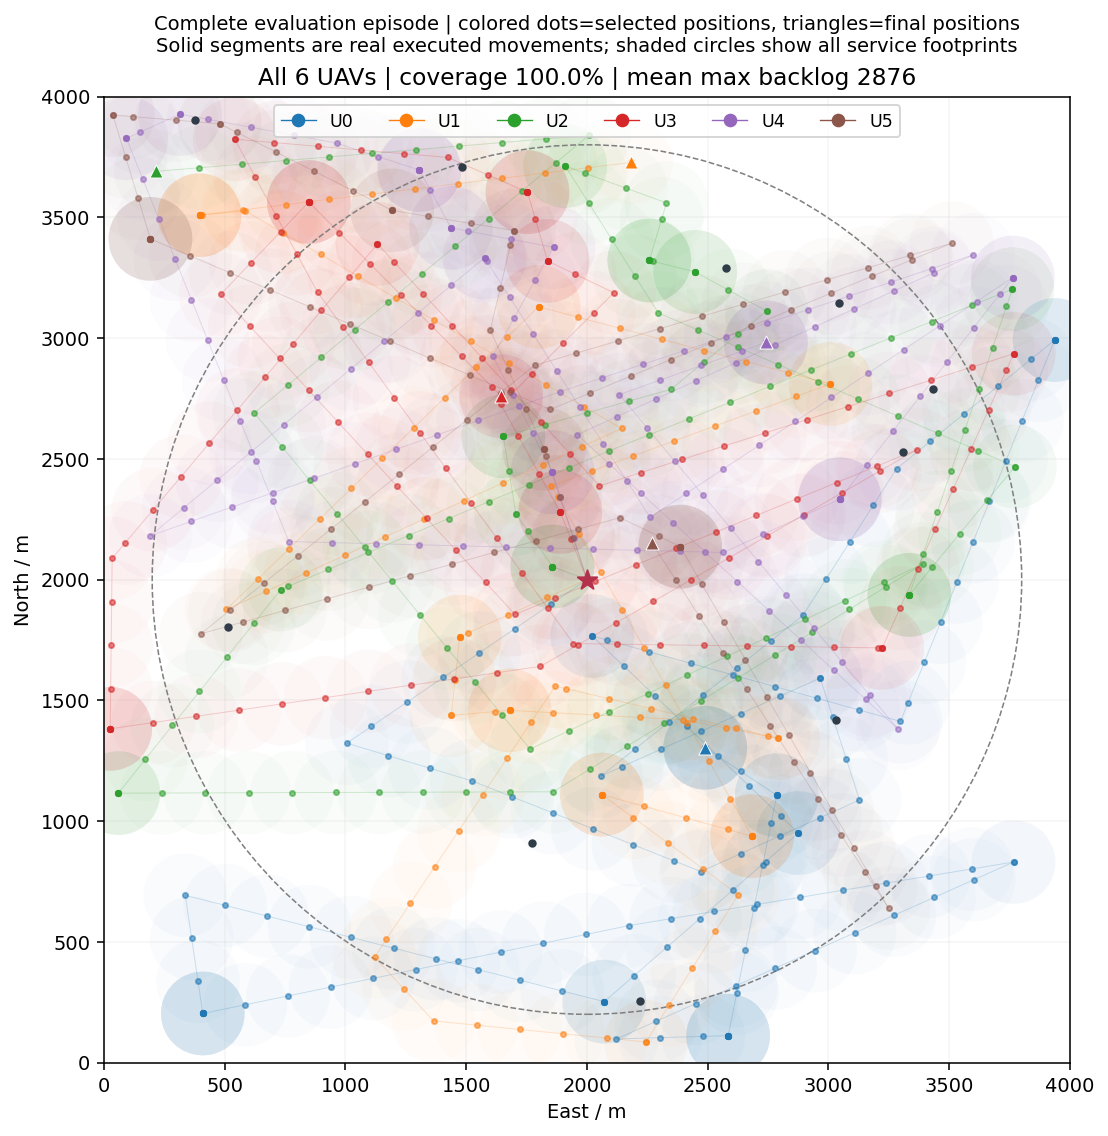 Complete evaluation episode | colored dots=selected positions, triangles=final positions
Solid segments are real executed movements; shaded circles show all service footprints
All 6 UAVs | coverage 100.0% | mean max backlog 2876
U0 U1 U2 U3 U4 U5
4000
3500
3000
2500
2000
1500
1000
500
0
North / m
0 500 1000 1500 2000 2500 3000 3500 4000
East / m